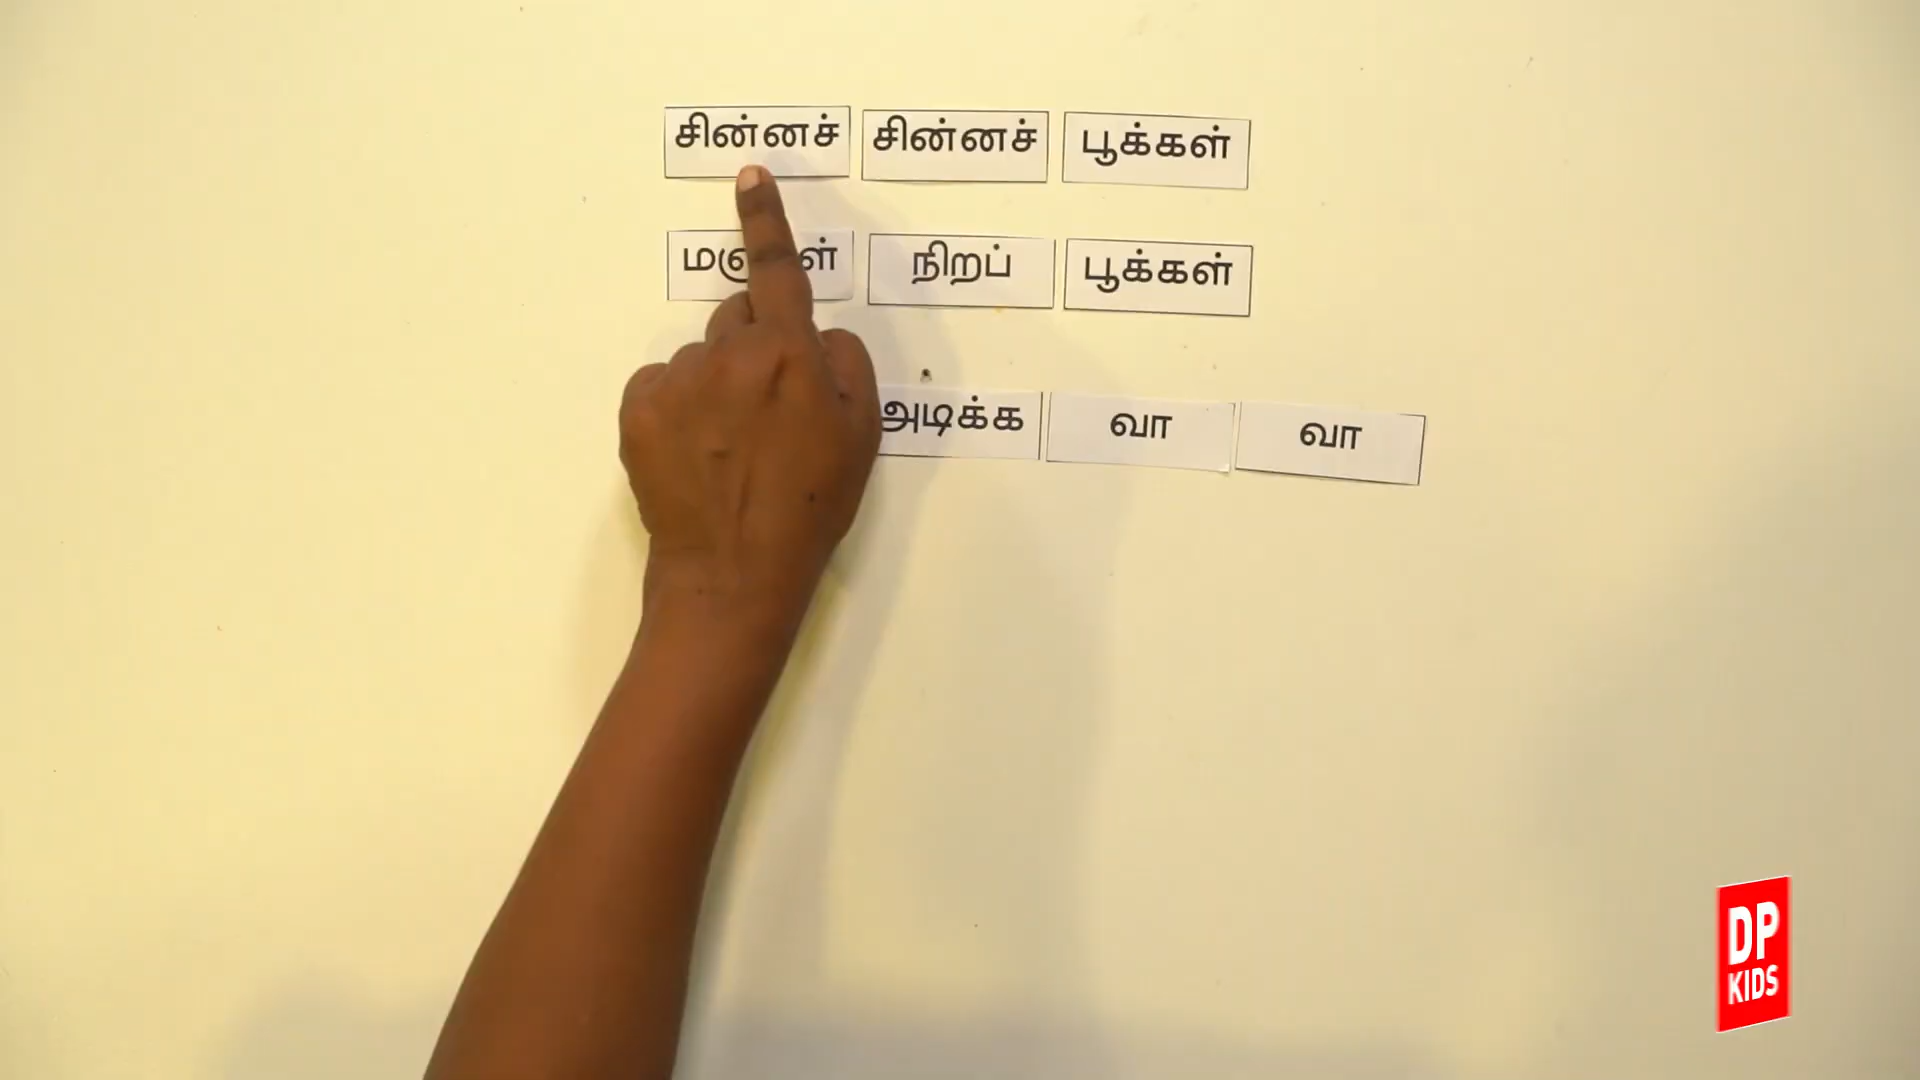 சின்னச் சின்னச் பூக்கள்
நிறப் பூக்கள்
அடிக்க வா வா
DP
KIDS